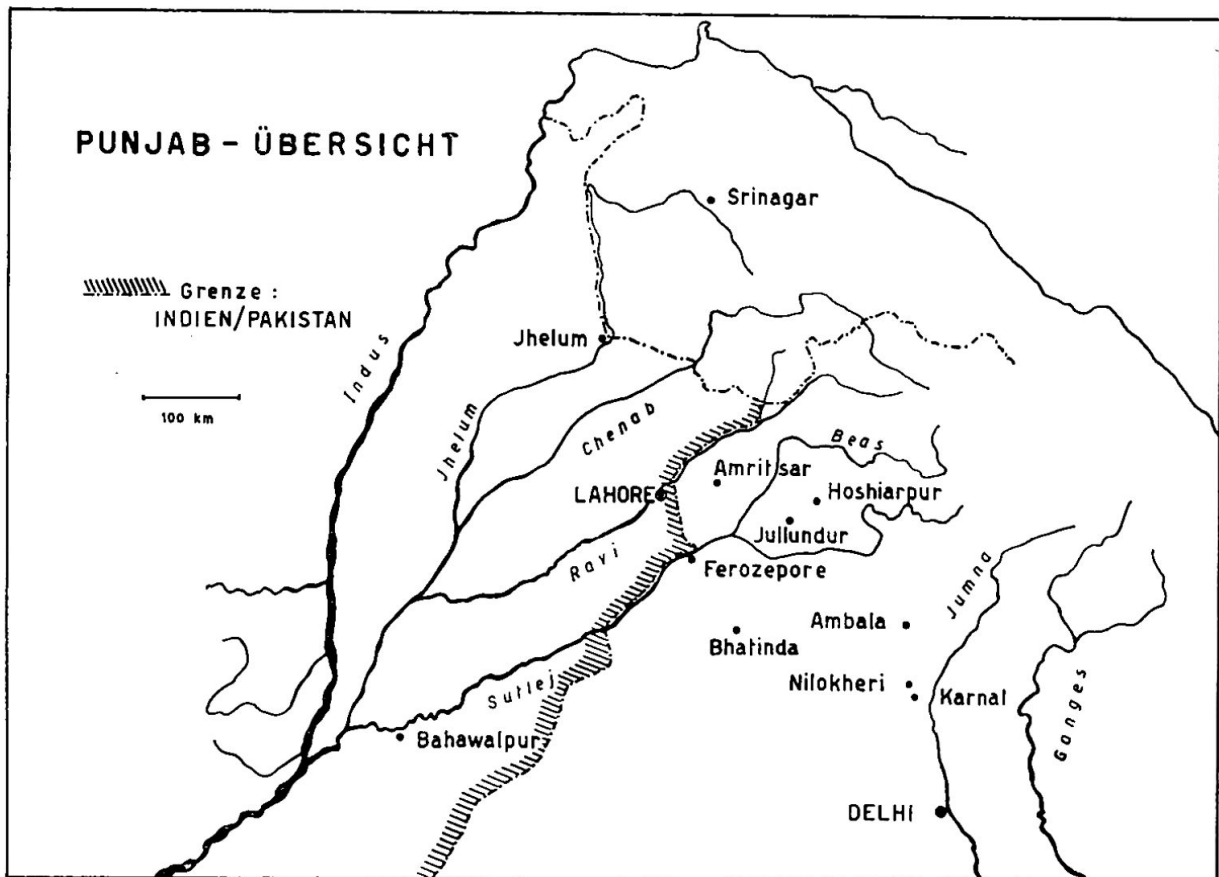 PUNJAB - ÜBERSICHT
Srinagar
Grenze :
INDIEN/PAKISTAN
Jhelum
Indus
100 km
Jhelum
Chenab
Beas
Amritsar
LAHORE
Hoshiarpur
Jullundur
Ravi
Ferozepore
Jumna
Ambala
Bhatinda
Nilokheri
Karnal
Sutlej
Ganges
Bahawalpur
DELHI